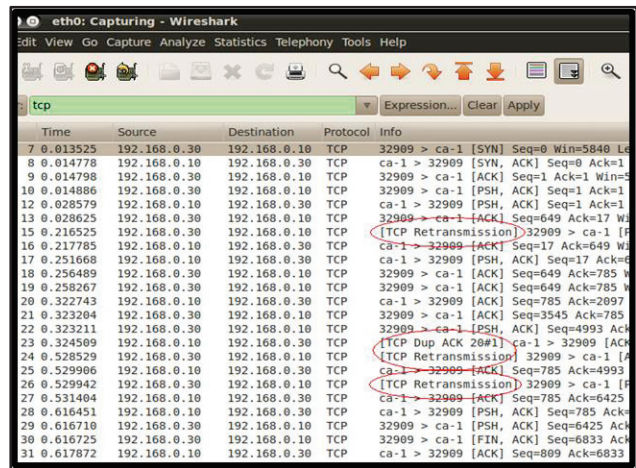 eth0: Capturing - Wireshark
Edit View Go Capture Analyze Statistics Telephony Tools Help
tcp Expression... Clear Apply
Time Source Destination Protocol Info
7 0.013525 192.168.0.30 192.168.0.10 TCP 32909 > ca-1 [SYN] Seq=0 Win=5840 Le
8 0.014778 192.168.0.10 192.168.0.30 TCP ca-1 > 32909 [SYN, ACK] Seq=0 Ack=1
9 0.014798 192.168.0.30 192.168.0.10 TCP 32909 > ca-1 [ACK] Seq=1 Ack=1 Win=5
10 0.014886 192.168.0.30 192.168.0.10 TCP 32909 > ca-1 [PSH, ACK] Seq=1 Ack=1
12 0.028579 192.168.0.10 192.168.0.30 TCP ca-1 > 32909 [PSH, ACK] Seq=1 Ack=
13 0.028625 192.168.0.30 192.168.0.10 TCP 32909 > ca-1 [ACK] Seq=649 Ack=17 Wi
15 0.216525 192.168.0.30 192.168.0.10 TCP [TCP Retransmission] 32909 > ca-1 [P
16 0.217785 192.168.0.10 192.168.0.30 TCP ca-1 > 32909 [ACK] Seq=17 Ack=649 Wi
17 0.251668 192.168.0.10 192.168.0.30 TCP ca-1 > 32909 [PSH, ACK] Seq=17 Ack=6
18 0.256489 192.168.0.30 192.168.0.10 TCP 32909 > ca-1 [ACK] Seq=649 Ack=785 W
19 0.258267 192.168.0.30 192.168.0.10 TCP 32909 > ca-1 [ACK] Seq=649 Ack=785 W
20 0.322743 192.168.0.10 192.168.0.30 TCP ca-1 > 32909 [ACK] Seq=785 Ack=2097
21 0.323204 192.168.0.30 192.168.0.10 TCP 32909 > ca-1 [ACK] Seq=3545 Ack=785
22 0.323211 192.168.0.30 192.168.0.10 TCP 32909 > ca-1 [PSH, ACK] Seq=4993 Ack
23 0.324509 192.168.0.10 192.168.0.30 TCP [TCP Dup ACK 20#1] ca-1 > 32909 [ACK
24 0.528529 192.168.0.30 192.168.0.10 TCP [TCP Retransmission] 32909 > ca-1 [A
25 0.529906 192.168.0.10 192.168.0.30 TCP ca-1 > 32909 [ACK] Seq=785 Ack=4993
26 0.529942 192.168.0.30 192.168.0.10 TCP [TCP Retransmission] 32909 > ca-1 [P
27 0.531404 192.168.0.10 192.168.0.30 TCP ca-1 > 32909 [ACK] Seq=785 Ack=6425
28 0.616451 192.168.0.10 192.168.0.30 TCP ca-1 > 32909 [PSH, ACK] Seq=785 Ack=
29 0.616710 192.168.0.30 192.168.0.10 TCP 32909 > ca-1 [PSH, ACK] Seq=6425 Ack
30 0.616725 192.168.0.30 192.168.0.10 TCP 32909 > ca-1 [FIN, ACK] Seq=6833 Ack
31 0.617872 192.168.0.10 192.168.0.30 TCP ca-1 > 32909 [ACK] Seq=809 Ack=6833